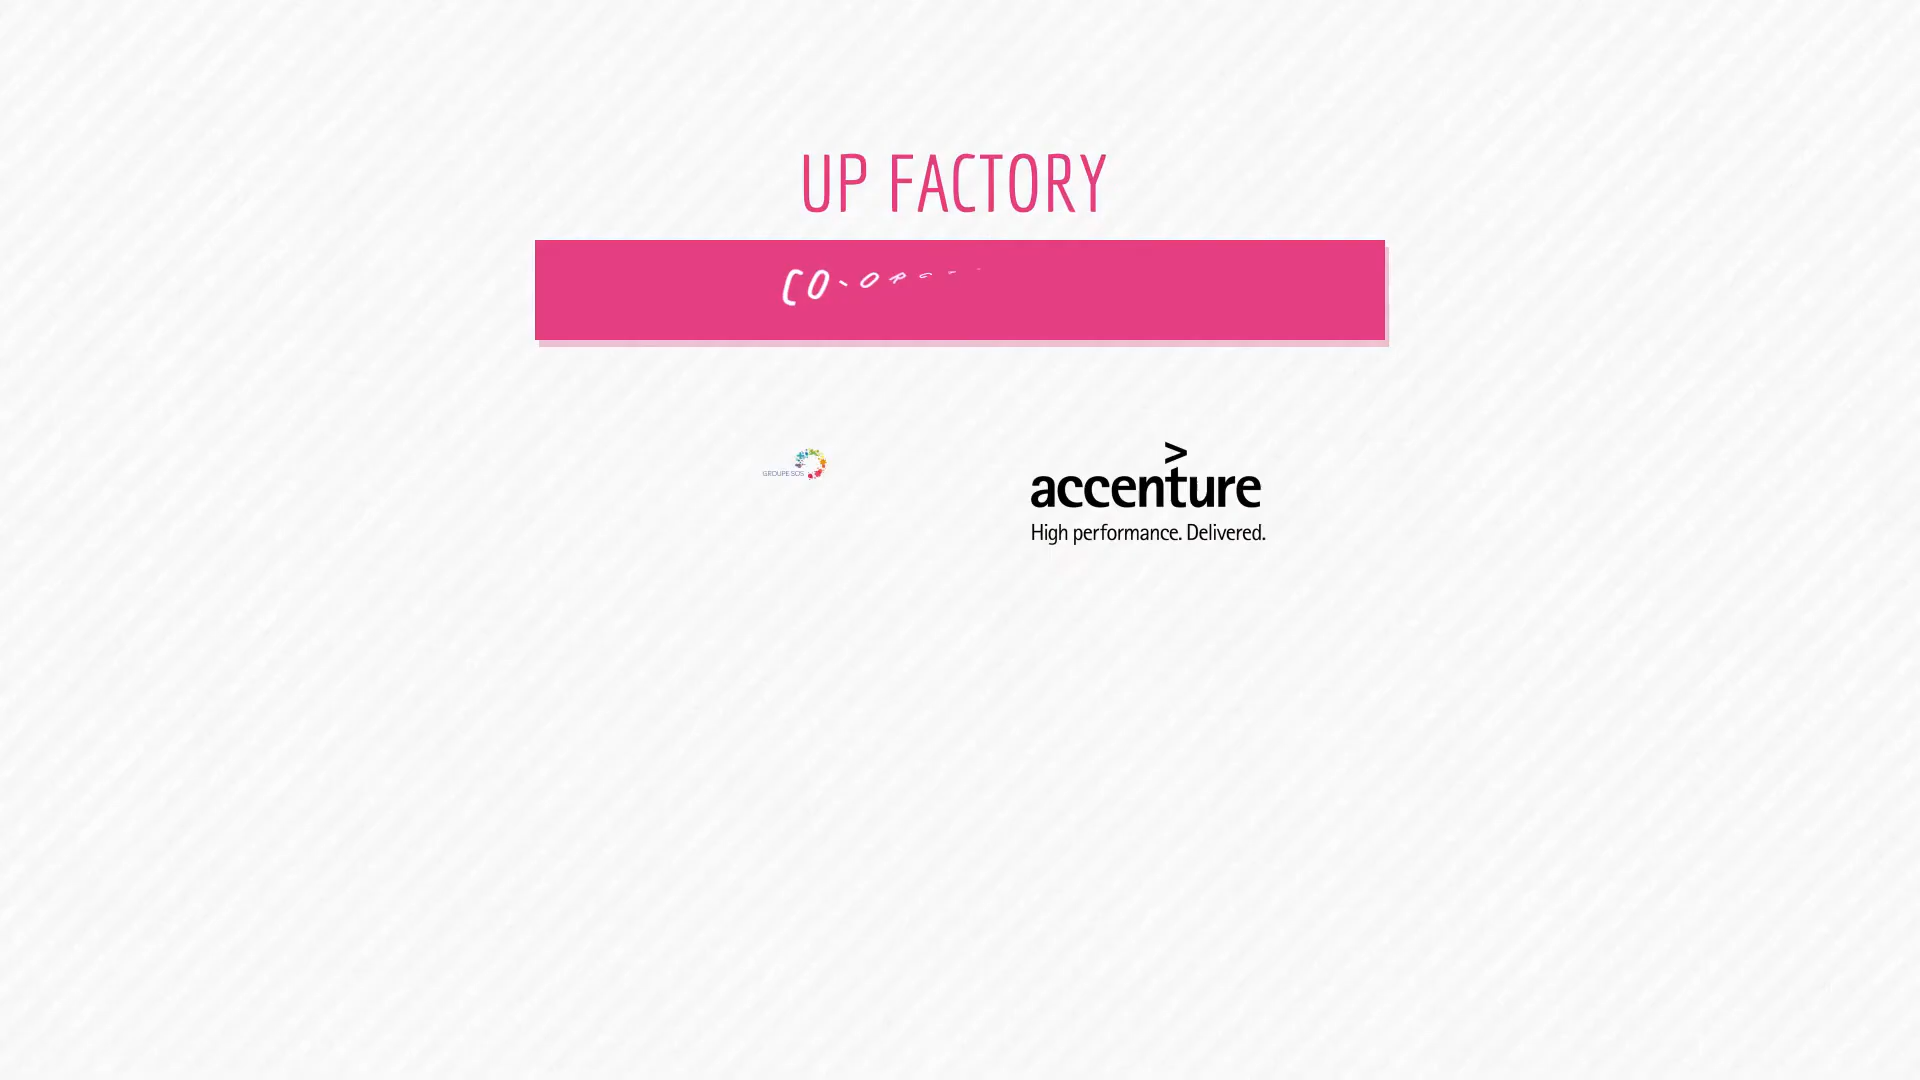 UP FACTORY
GROUPE SOS
>
accenture
High performance. Delivered.